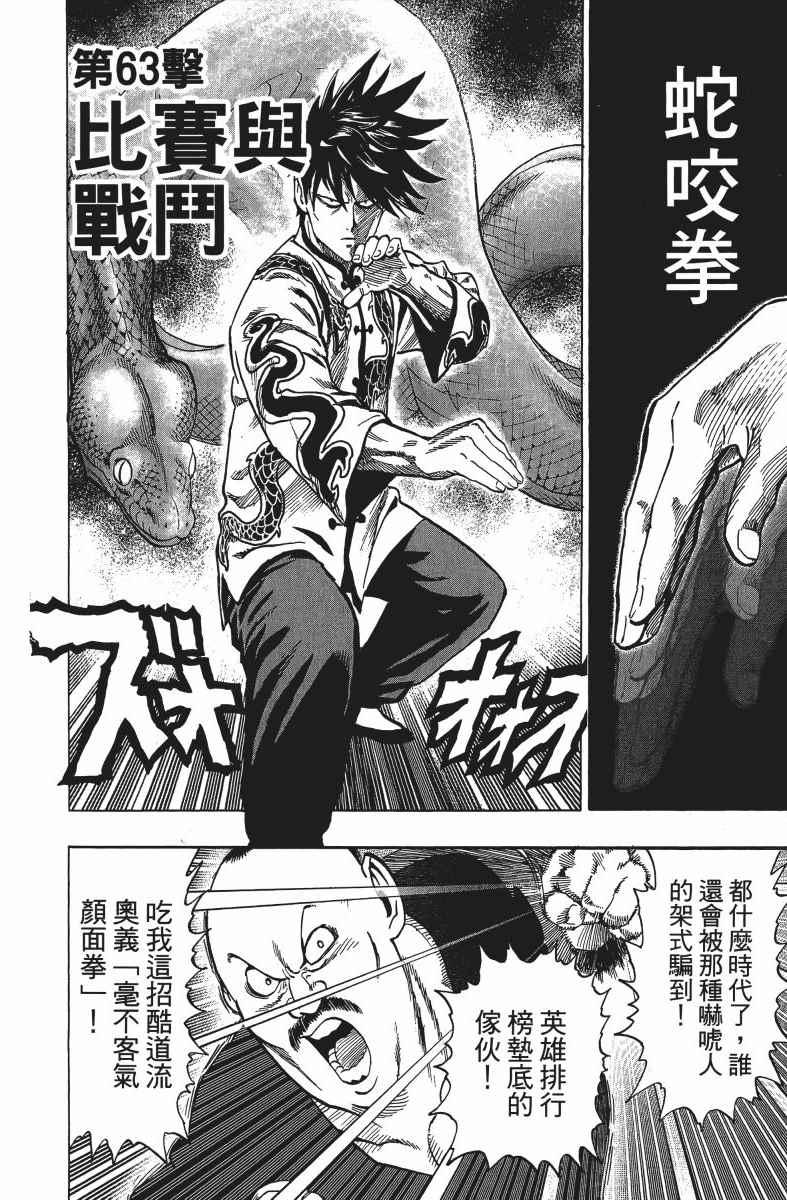 蛇咬拳
第63擊
比賽與
戰鬥
ズオ
オオオ
都什麼時代了，誰
還會被那種嚇唬人
的架式騙到！
英雄排行
榜墊底的
傢伙！
吃我這招酷道流
奧義「毫不客氣
顏面拳」！